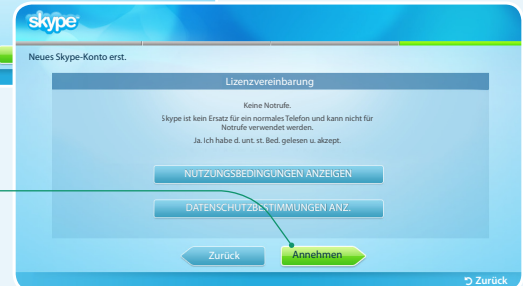 skype
Neues Skype-Konto erst.
Lizenzvereinbarung
Keine Notrufe.
Skype ist kein Ersatz für ein normales Telefon und kann nicht für
Notrufe verwendet werden.
Ja. Ich habe d. unt. st. Bed. gelesen u. akzept.
NUTZUNGSBEDINGUNGEN ANZEIGEN
DATENSCHUTZBESTIMMUNGEN ANZ.
Zurück
Annehmen
Zurück